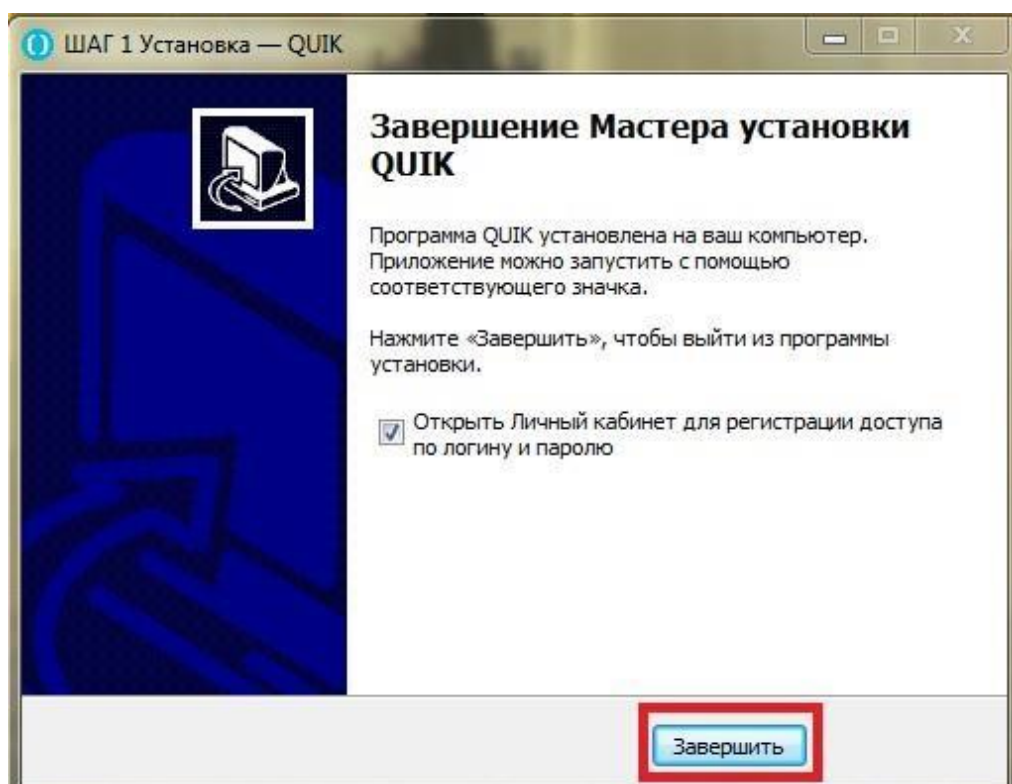 ШАГ 1 Установка — QUIK
Завершение Мастера установки
QUIK
Программа QUIK установлена на ваш компьютер.
Приложение можно запустить с помощью
соответствующего значка.
Нажмите «Завершить», чтобы выйти из программы
установки.
Открыть Личный кабинет для регистрации доступа
по логину и паролю
Завершить